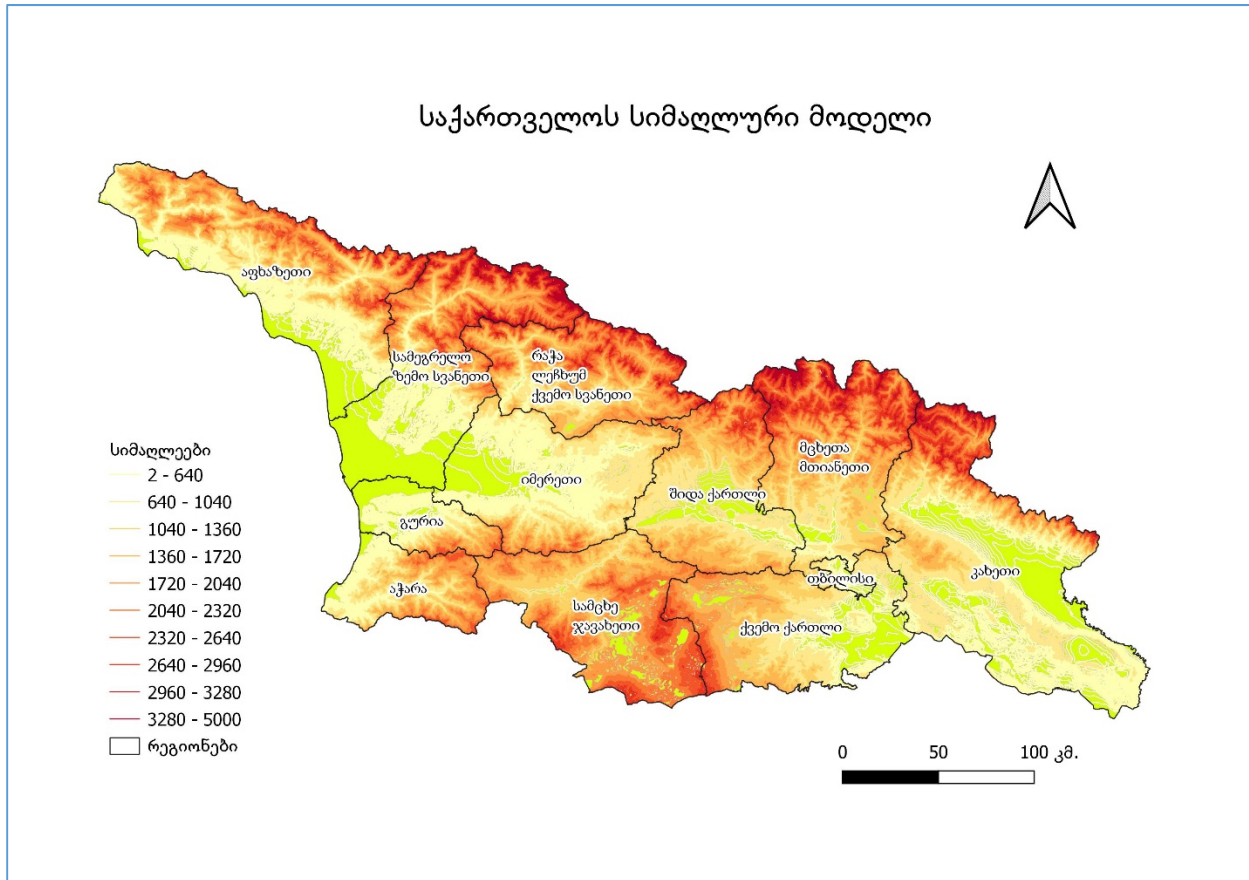 საქართველოს სიმაღლური მოდელი
აფხაზეთი
სამეგრელო
ზემო სვანეთი
რაჭა
ლეჩხუმ
ქვემო სვანეთი
მცხეთა
მთიანეთი
იმერეთი
შიდა ქართლი
გურია
თბილისი
კახეთი
აჭარა
სამცხე
ჯავახეთი
ქვემო ქართლი
სიმაღლეები
2 - 640
640 - 1040
1040 - 1360
1360 - 1720
1720 - 2040
2040 - 2320
2320 - 2640
2640 - 2960
2960 - 3280
3280 - 5000
რეგიონები
0 50 100 კმ.